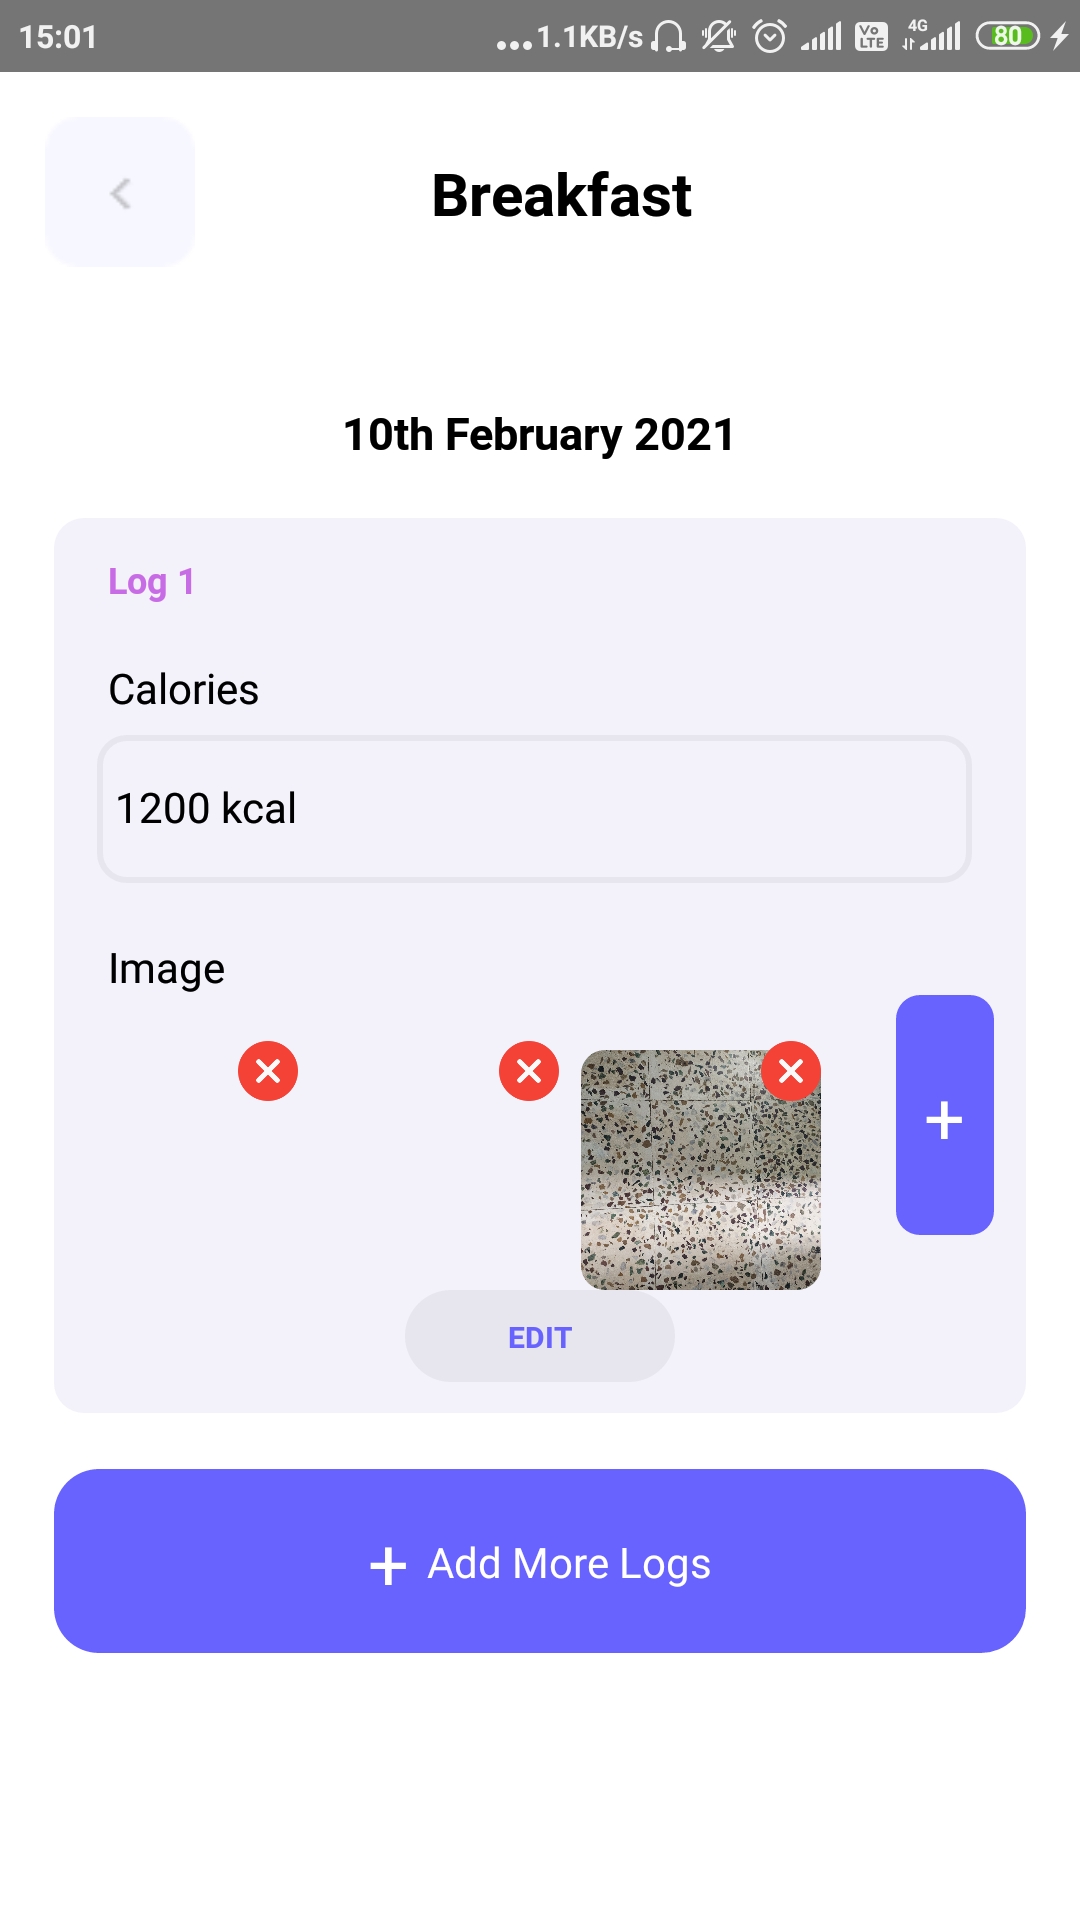 15:01
...1.1KB/s Vo LTE 4G 80
Breakfast
10th February 2021
Log 1
Calories
1200 kcal
Image
+
EDIT
+ Add More Logs